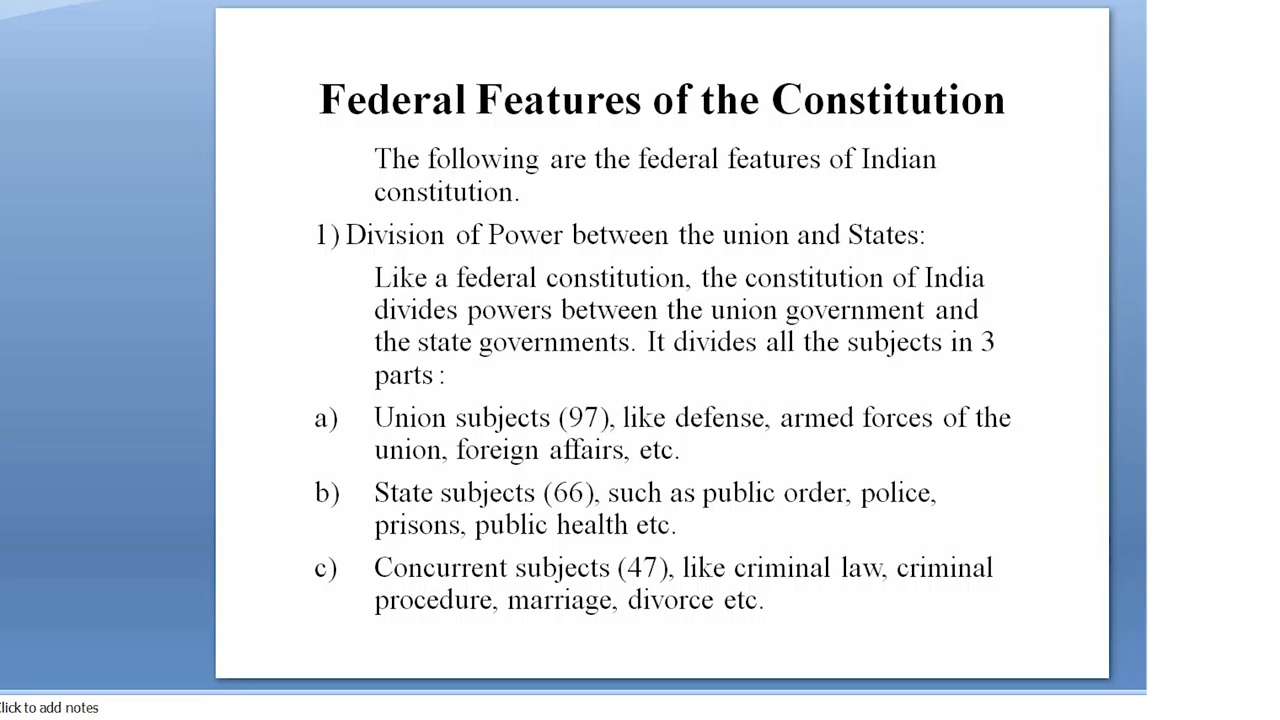 Federal Features of the Constitution
The following are the federal features of Indian
constitution.
1) Division of Power between the union and States:
Like a federal constitution, the constitution of India
divides powers between the union government and
the state governments. It divides all the subjects in 3
parts :
a) Union subjects (97), like defense, armed forces of the
union, foreign affairs, etc.
b) State subjects (66), such as public order, police,
prisons, public health etc.
c) Concurrent subjects (47), like criminal law, criminal
procedure, marriage, divorce etc.
lick to add notes